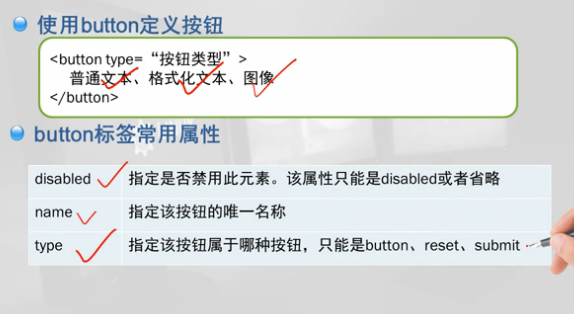 使用button定义按钮
<button type=“按钮类型”>
普通文本、格式化文本、图像
</button>
button标签常用属性
disabled 指定是否禁用此元素。该属性只能是disabled或者省略
name 指定该按钮的唯一名称
type 指定该按钮属于哪种按钮，只能是button、reset、submit